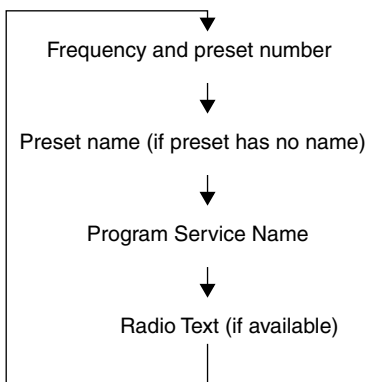 Frequency and preset number
Preset name (if preset has no name)
Program Service Name
Radio Text (if available)